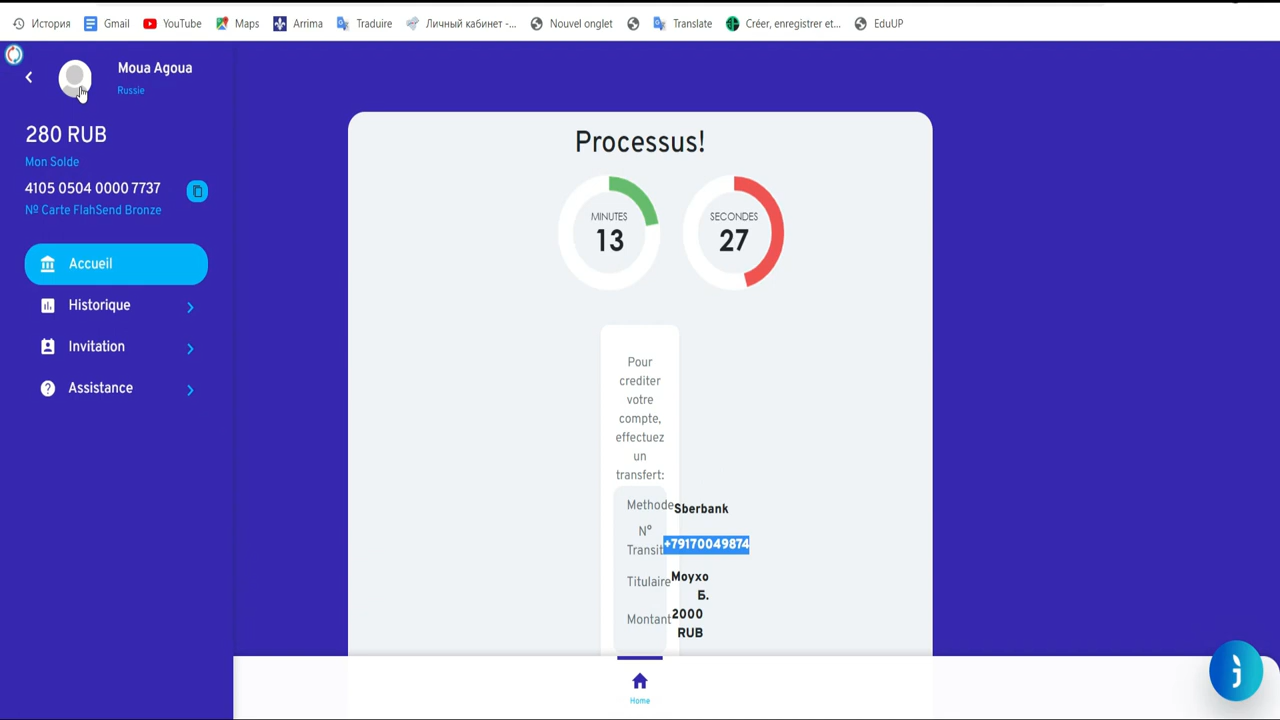 История Gmail YouTube Maps Arrima Traduire Личный кабинет -... Nouvel onglet Translate Créer, enregistrer et... EduUP
Moua Agoua
Russie
280 RUB
Mon Solde
4105 0504 0000 7737
Nº Carte FlahSend Bronze
Accueil
Historique
Invitation
Assistance
Processus!
MINUTES
13
SECONDES
27
Pour
crediter
votre
compte,
effectuez
un
transfert:
Methode Sberbank
N°
Transit +79170049874
Titulaire Моухо
Б.
Montant 2000
RUB
Home